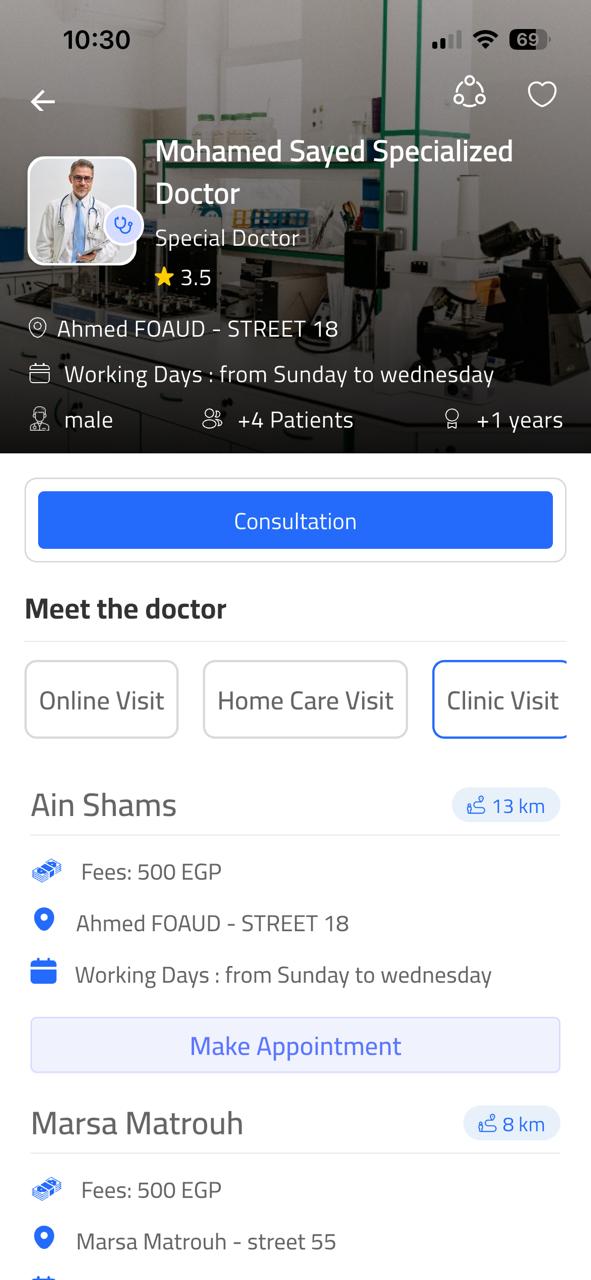 10:30
69
Mohamed Sayed Specialized
Doctor
Special Doctor
3.5
Ahmed FOAUD - STREET 18
Working Days : from Sunday to wednesday
male +4 Patients +1 years
Consultation
Meet the doctor
Online Visit Home Care Visit Clinic Visit
Ain Shams 13 km
Fees: 500 EGP
Ahmed FOAUD - STREET 18
Working Days : from Sunday to wednesday
Make Appointment
Marsa Matrouh 8 km
Fees: 500 EGP
Marsa Matrouh - street 55